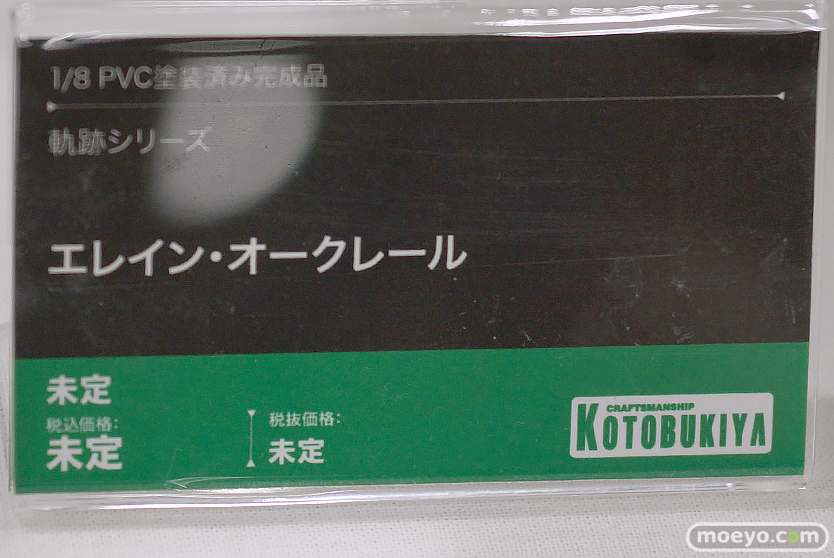 1/8 PVC塗装済み完成品
軌跡シリーズ
エレイン・オークレール
未定
税込価格:
未定
税抜価格:
未定
CRAFTSMANSHIP
KOTOBUKIYA
moeyo.com